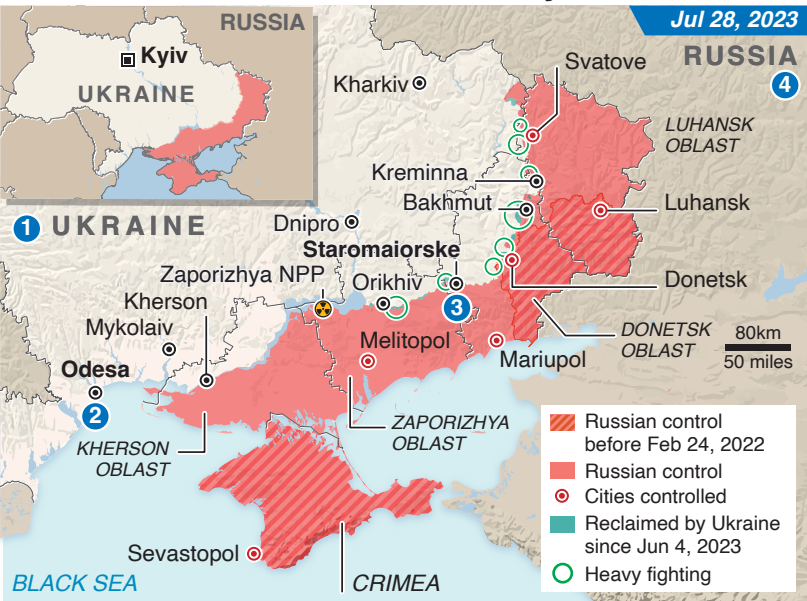 Jul 28, 2023
RUSSIA
Kyiv
UKRAINE
RUSSIA
4
Svatove
Kharkiv
LUHANSK
OBLAST
Kreminna
Bakhmut
Luhansk
1
UKRAINE
Dnipro
Staromaiorske
Zaporizhya NPP
Orikhiv
Donetsk
Kherson
3
Mykolaiv
Melitopol
DONETSK
OBLAST
80km
50 miles
Mariupol
Odesa
2
ZAPORIZHYA
OBLAST
KHERSON
OBLAST
Russian control
before Feb 24, 2022
Russian control
Cities controlled
Reclaimed by Ukraine
since Jun 4, 2023
Heavy fighting
Sevastopol
BLACK SEA
CRIMEA